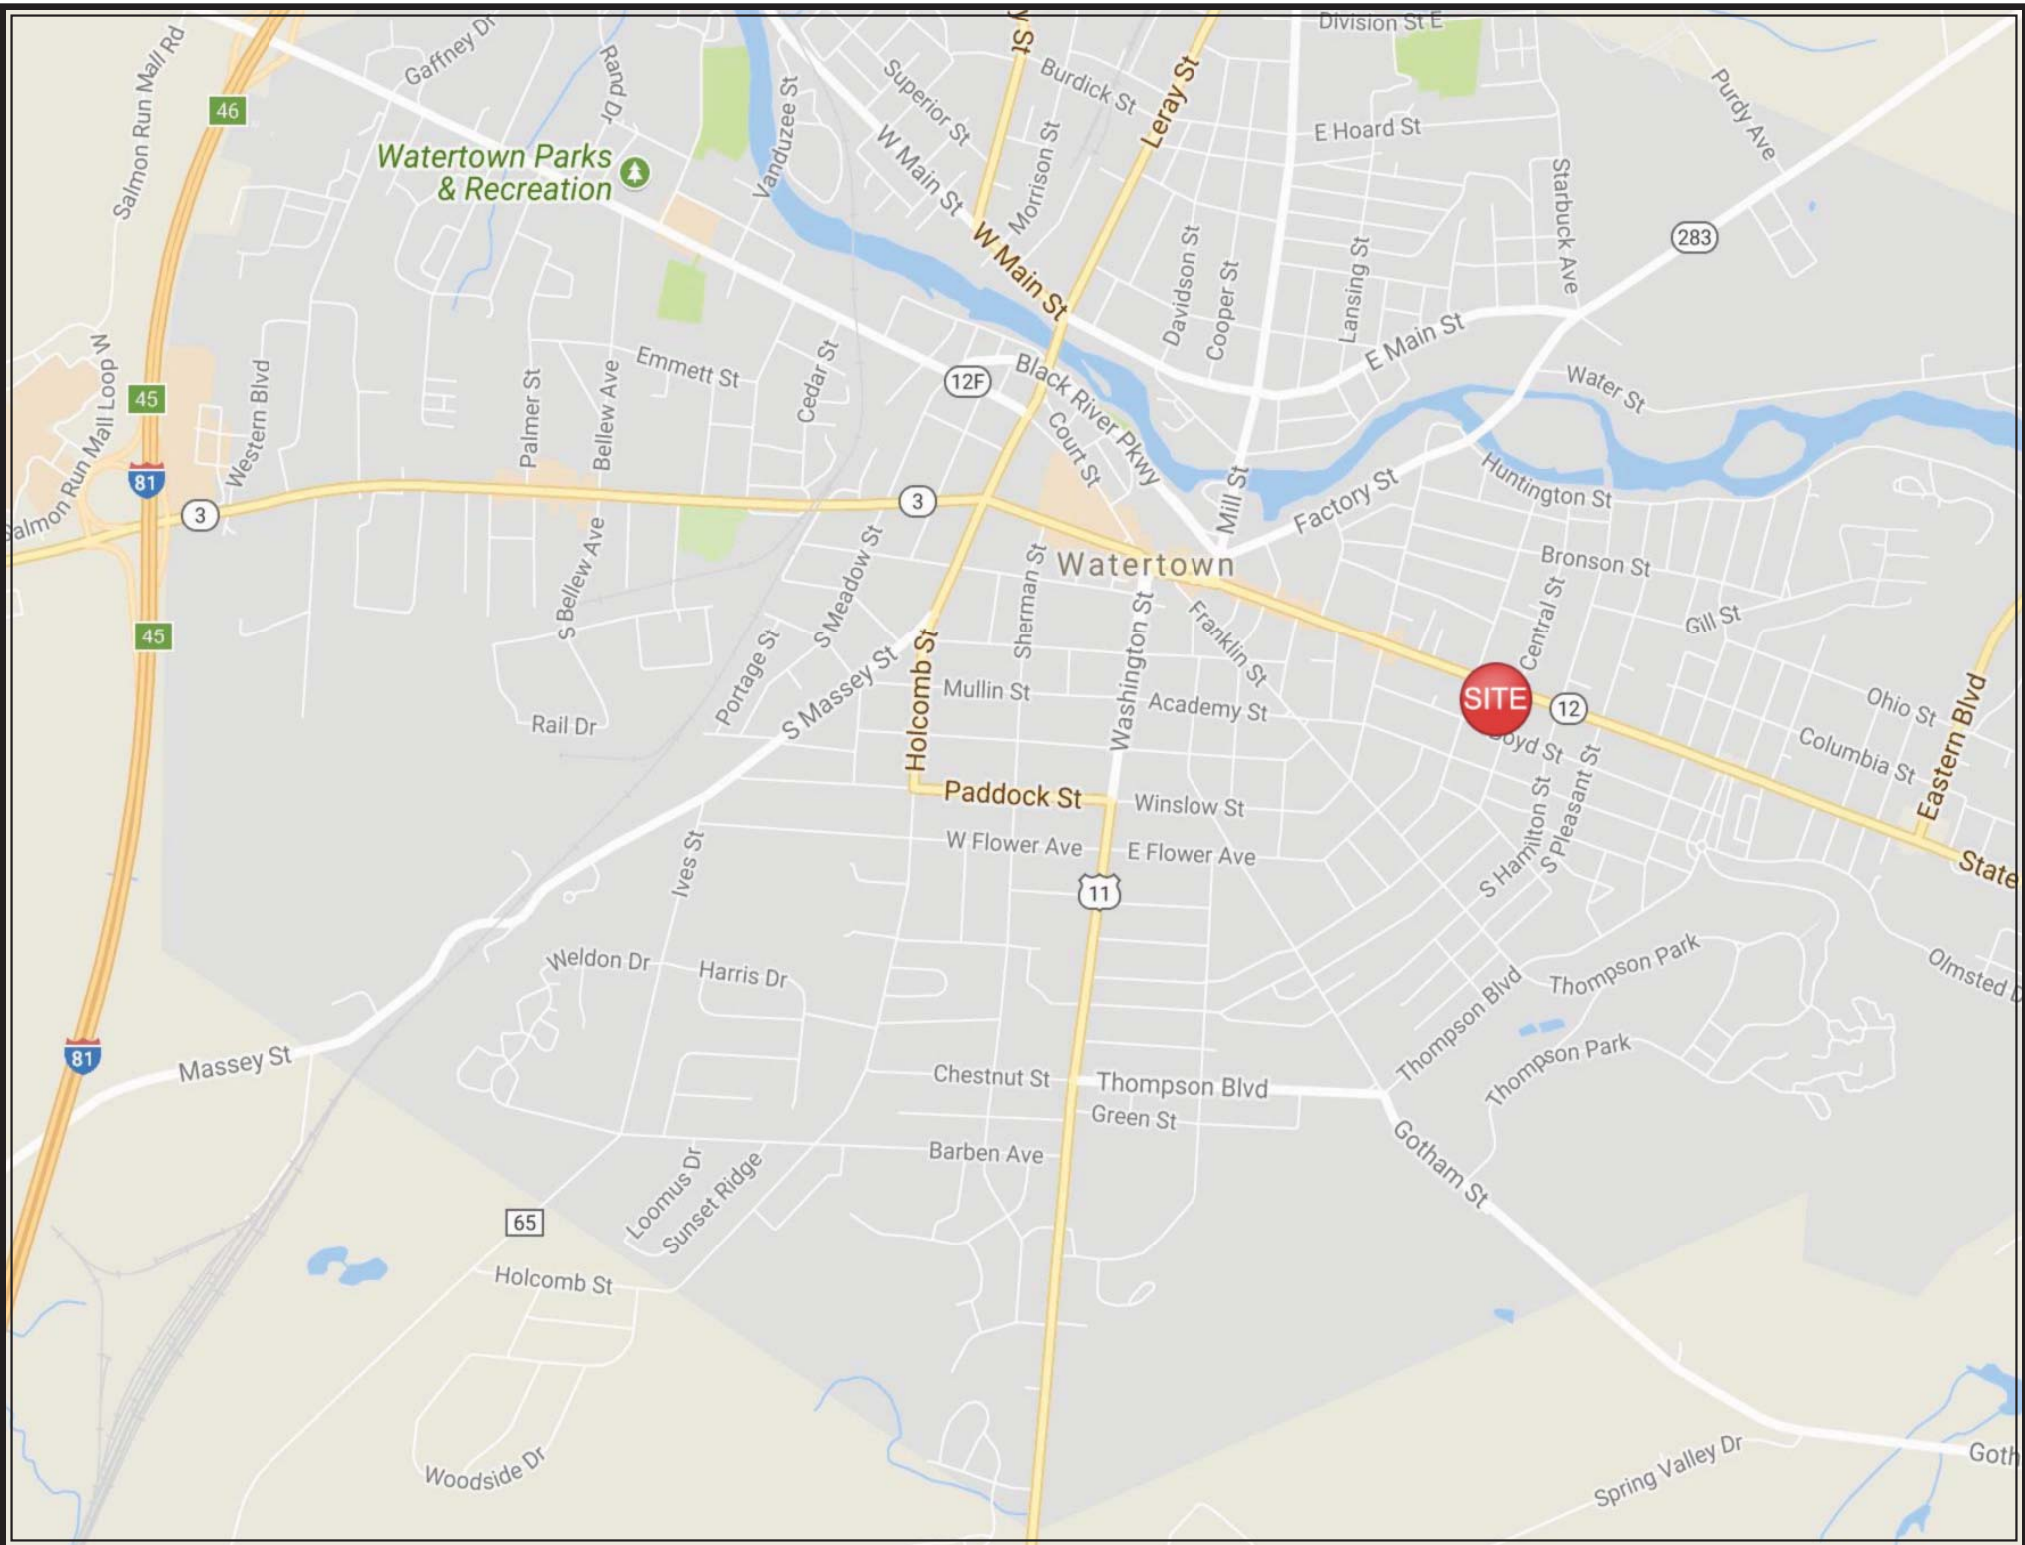 Division St E
Gaffney Dr
Salmon Run Mall Rd
Rand Dr
y St
Burdick St
Leray St
Superior St
Purdy Ave
46
Vanduzee St
W Main St
E Hoard St
Watertown Parks
& Recreation
Morrison St
Starbuck Ave
W Main St
283
Davidson St
Cooper St
Lansing St
E Main St
Salmon Run Mall Loop W
Emmett St
Cedar St
12F
Black River Pkwy
Water St
45
Western Blvd
Palmer St
Bellew Ave
Court St
81
3
3
Mill St
Factory St
Huntington St
S Bellew Ave
S Meadow St
Sherman St
Watertown
Bronson St
45
Central St
Gill St
Washington St
Franklin St
Portage St
S Massey St
Holcomb St
Mullin St
Academy St
SITE
12
Ohio St
Rail Dr
oyd St
Columbia St
Eastern Blvd
Paddock St
Winslow St
S Hamilton St
S Pleasant St
Ives St
W Flower Ave
E Flower Ave
State
11
Weldon Dr
Harris Dr
Thompson Park
Olmsted D
Thompson Blvd
81
Massey St
Thompson Park
Chestnut St
Thompson Blvd
Green St
Barben Ave
Gotham St
Loomus Dr
Sunset Ridge
65
Holcomb St
Woodside Dr
Spring Valley Dr
Goth